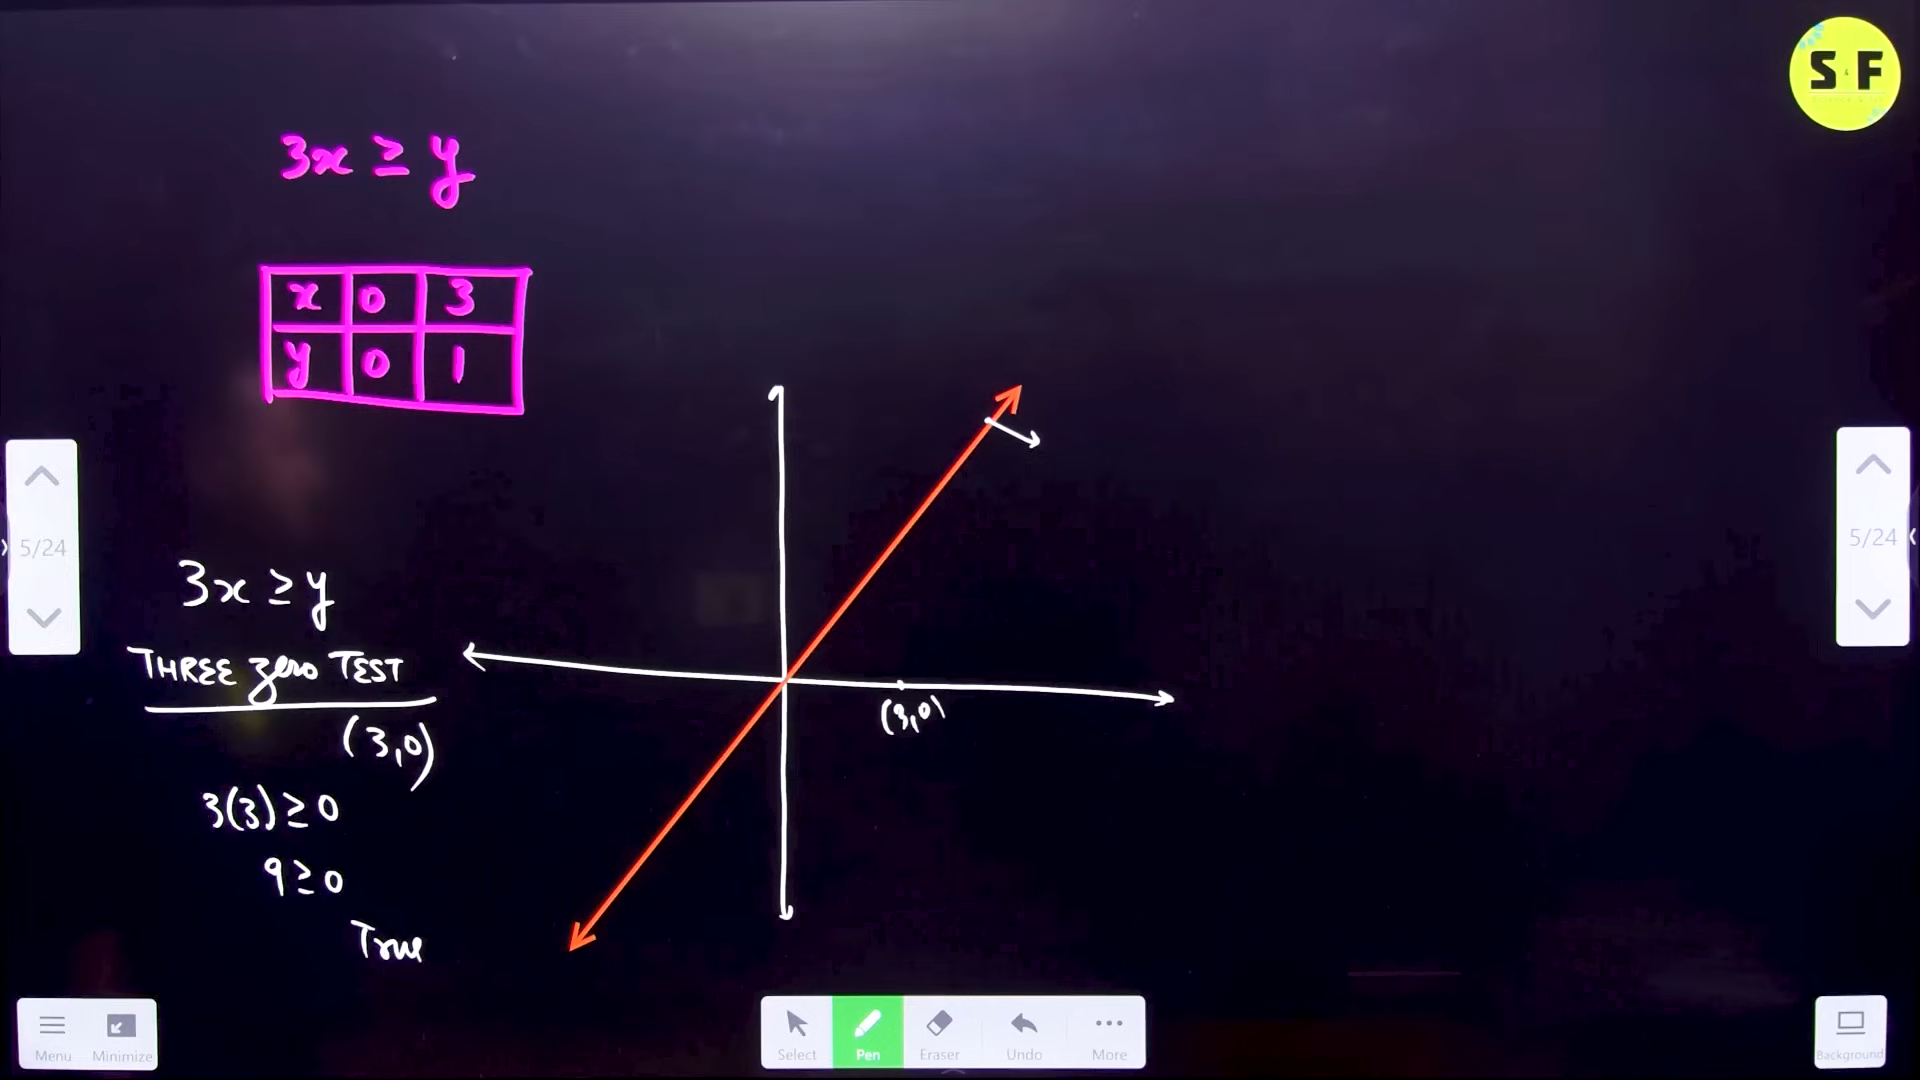 S&F
3x ≥ y
x 0 3
y 0 1
5/24
5/24
3x ≥ y
THREE zero TEST
(3,0)
(3,0)
3(3) ≥ 0
9 ≥ 0
True
Menu Minimize
Select Pen Eraser Undo More
Background